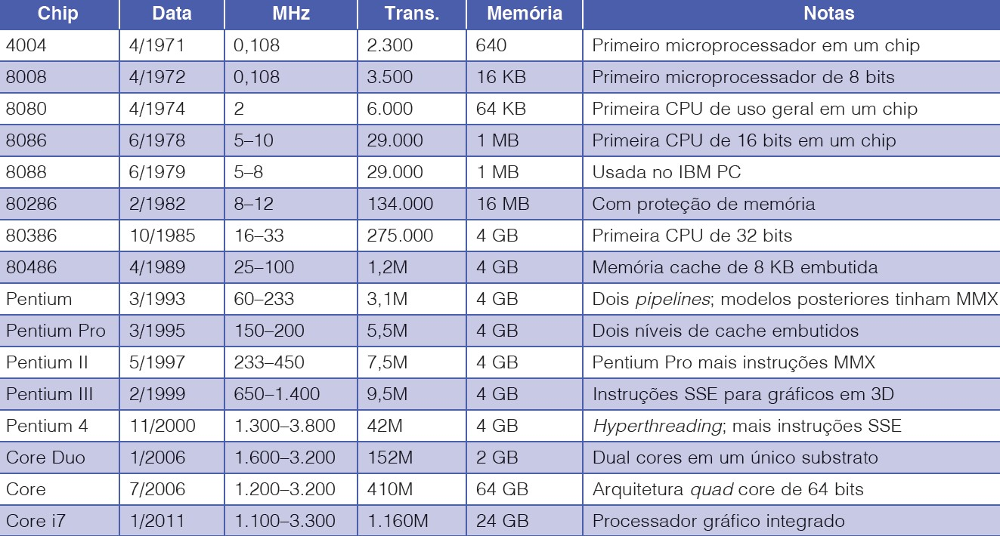 Chip Data MHz Trans. Memória Notas
4004 4/1971 0,108 2.300 640 Primeiro microprocessador em um chip
8008 4/1972 0,108 3.500 16 KB Primeiro microprocessador de 8 bits
8080 4/1974 2 6.000 64 KB Primeira CPU de uso geral em um chip
8086 6/1978 5–10 29.000 1 MB Primeira CPU de 16 bits em um chip
8088 6/1979 5–8 29.000 1 MB Usada no IBM PC
80286 2/1982 8–12 134.000 16 MB Com proteção de memória
80386 10/1985 16–33 275.000 4 GB Primeira CPU de 32 bits
80486 4/1989 25–100 1,2M 4 GB Memória cache de 8 KB embutida
Pentium 3/1993 60–233 3,1M 4 GB Dois pipelines; modelos posteriores tinham MMX
Pentium Pro 3/1995 150–200 5,5M 4 GB Dois níveis de cache embutidos
Pentium II 5/1997 233–450 7,5M 4 GB Pentium Pro mais instruções MMX
Pentium III 2/1999 650–1.400 9,5M 4 GB Instruções SSE para gráficos em 3D
Pentium 4 11/2000 1.300–3.800 42M 4 GB Hyperthreading; mais instruções SSE
Core Duo 1/2006 1.600–3.200 152M 2 GB Dual cores em um único substrato
Core 7/2006 1.200–3.200 410M 64 GB Arquitetura quad core de 64 bits
Core i7 1/2011 1.100–3.300 1.160M 24 GB Processador gráfico integrado